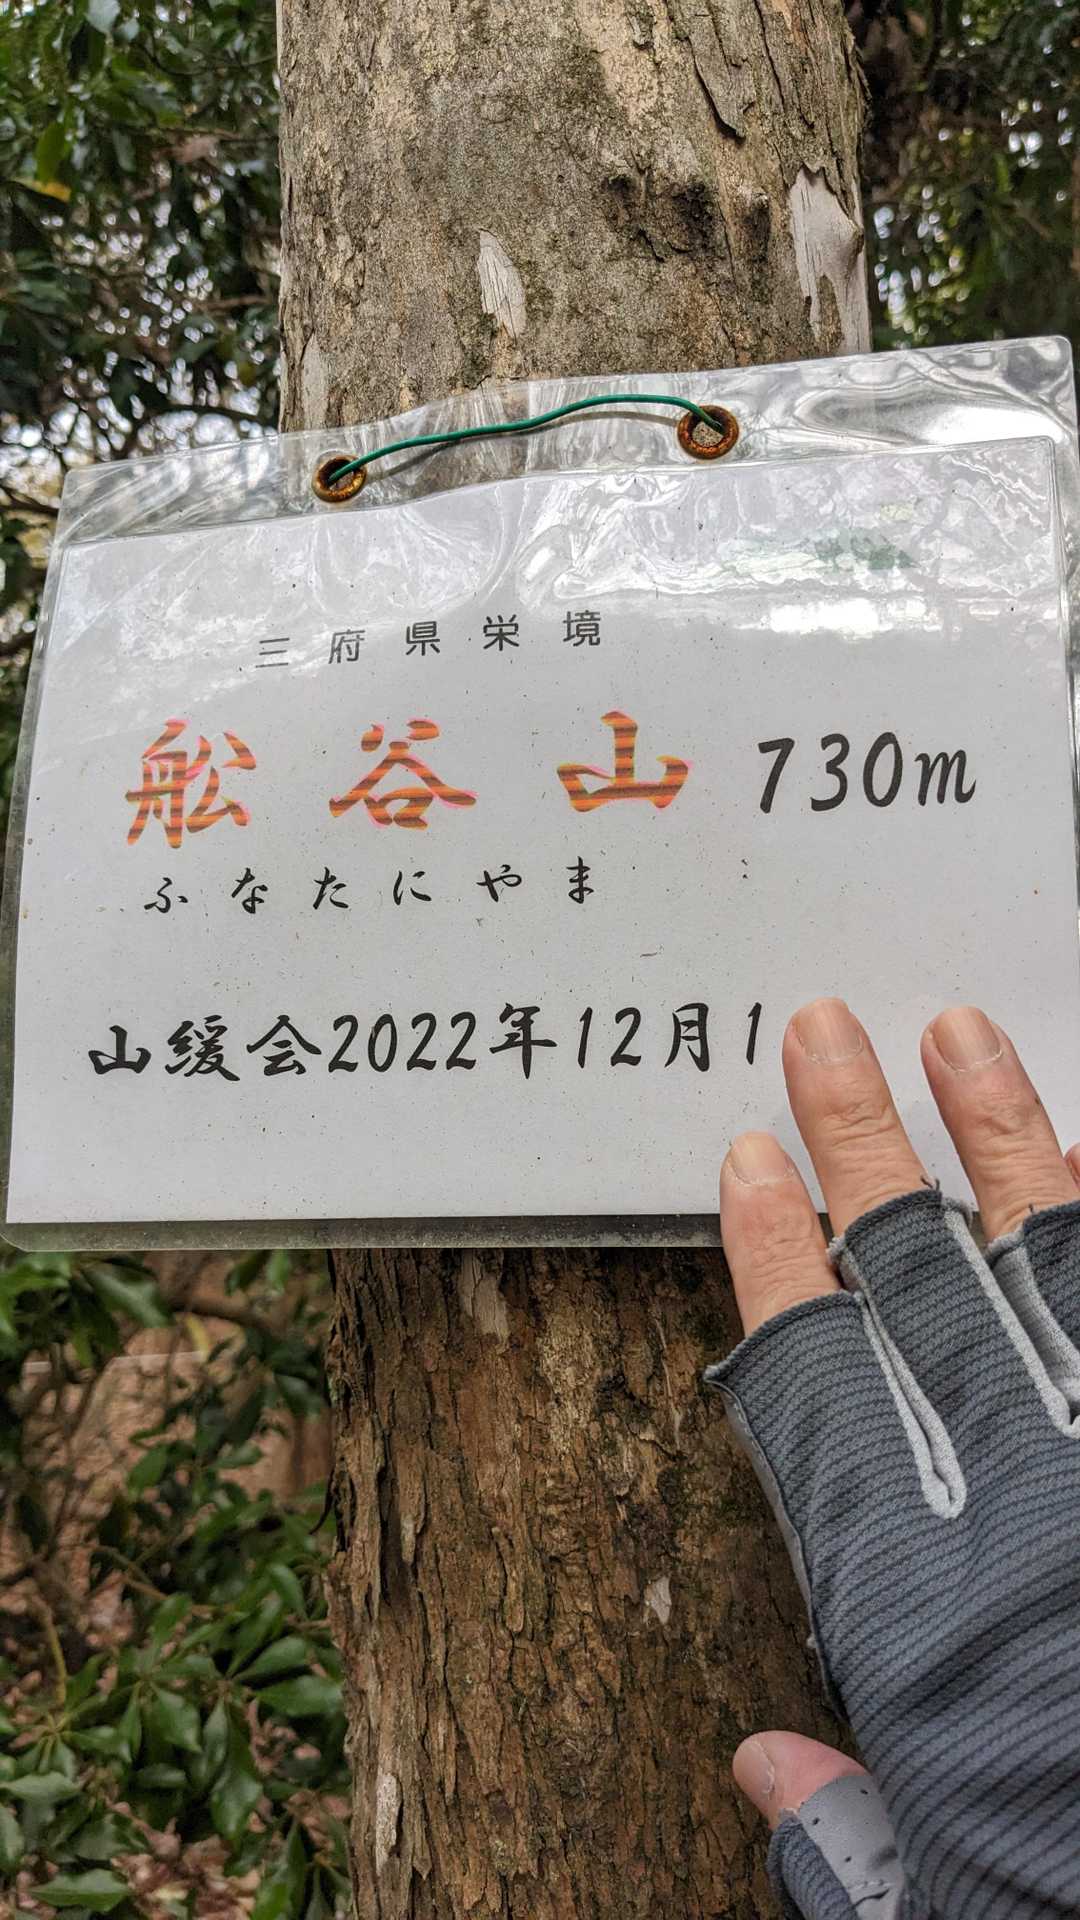 三府県栄境
舩谷山 730m
ふなたにやま
山緩会2022年12月1